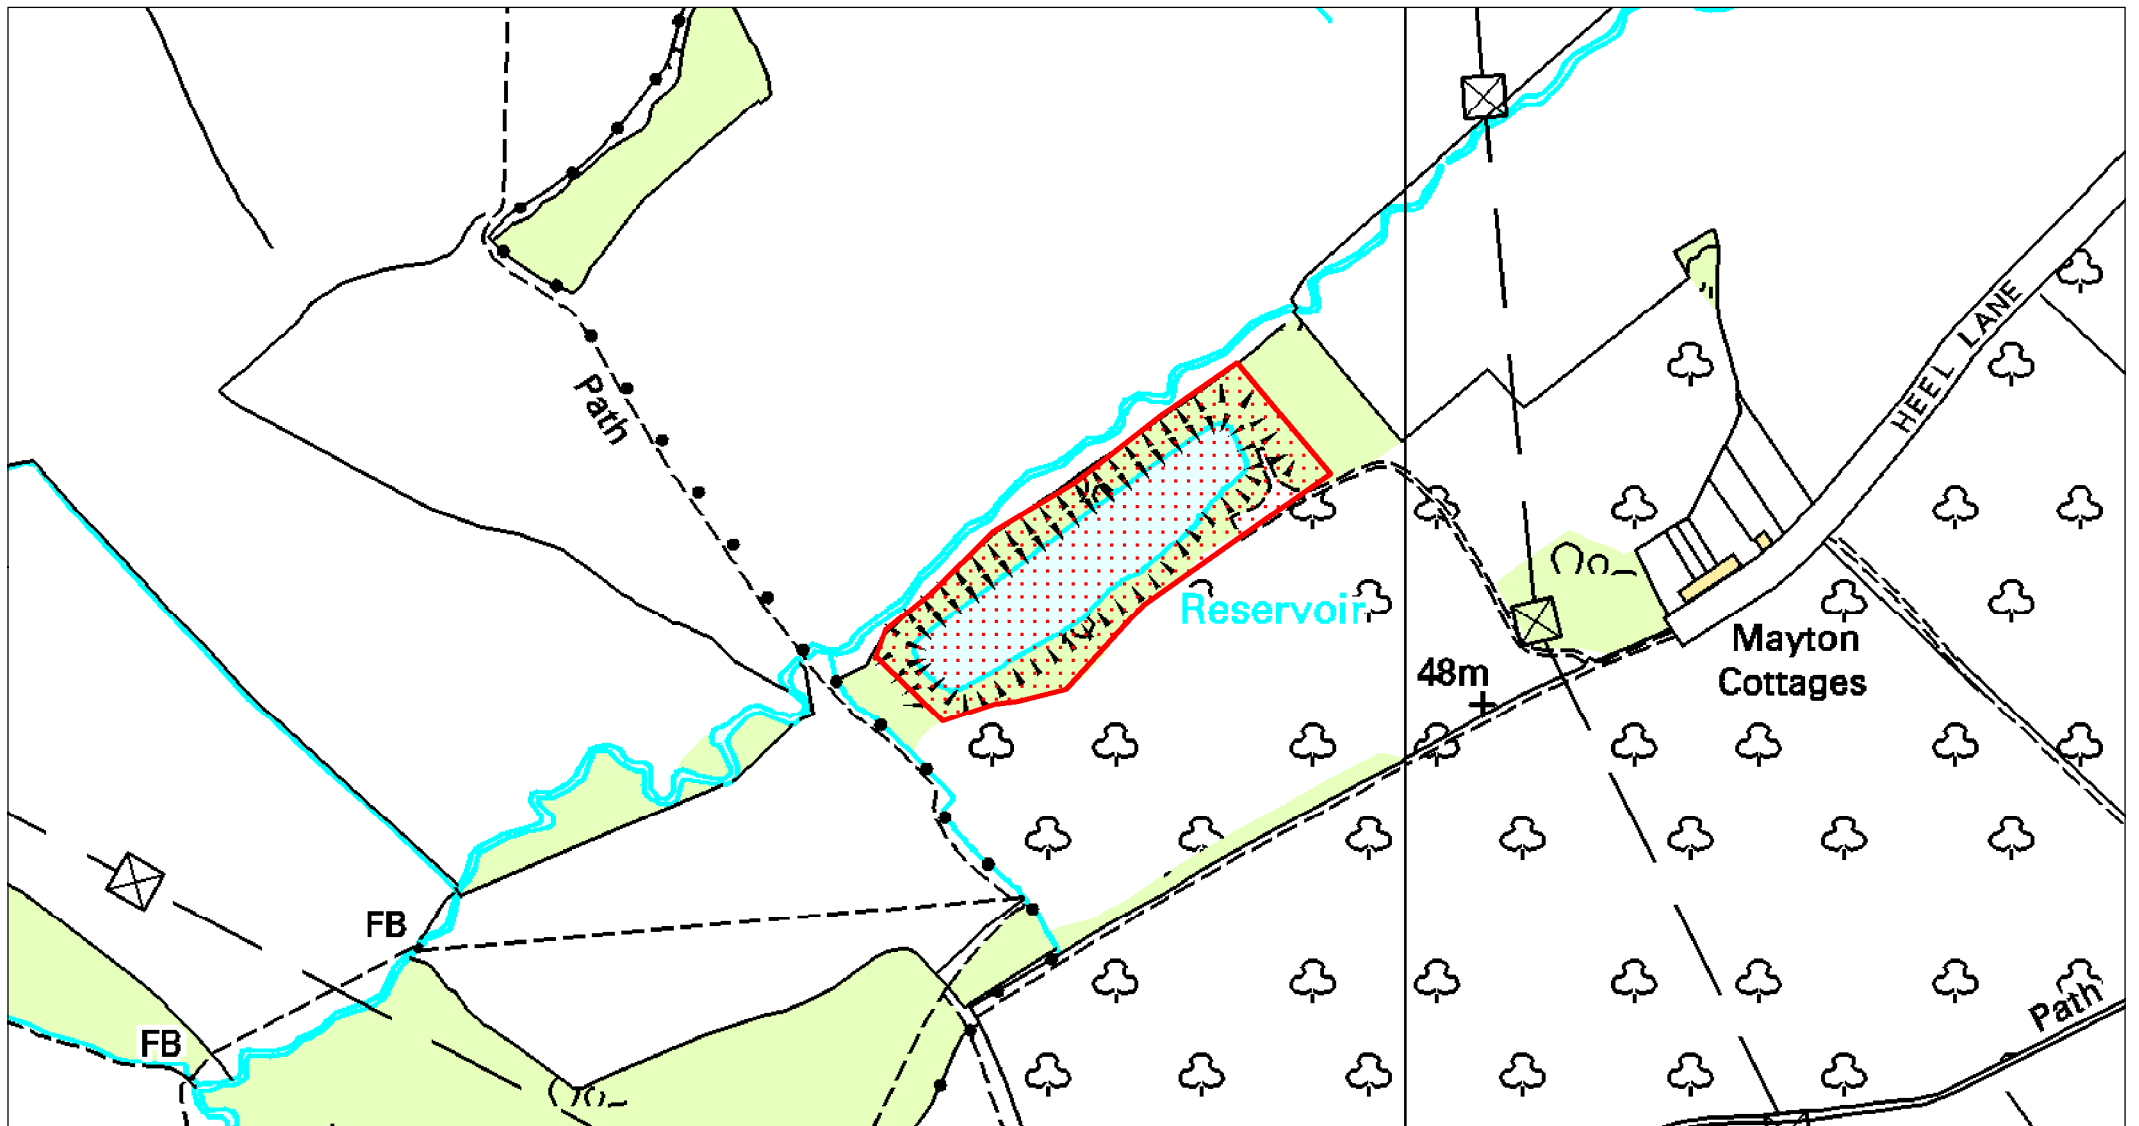 Path
HEEL LANE
Reservoir
Mayton
Cottages
48m
FB
FB
Path